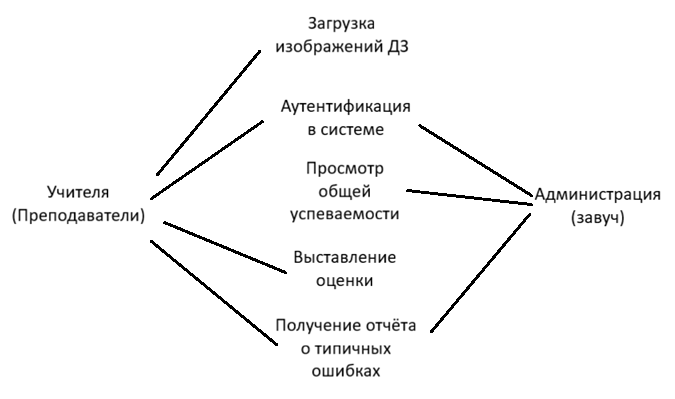 Загрузка
изображений ДЗ
Аутентификация
в системе
Просмотр
общей
успеваемости
Учителя
(Преподаватели)
Администрация
(завуч)
Выставление
оценки
Получение отчёта
о типичных
ошибках